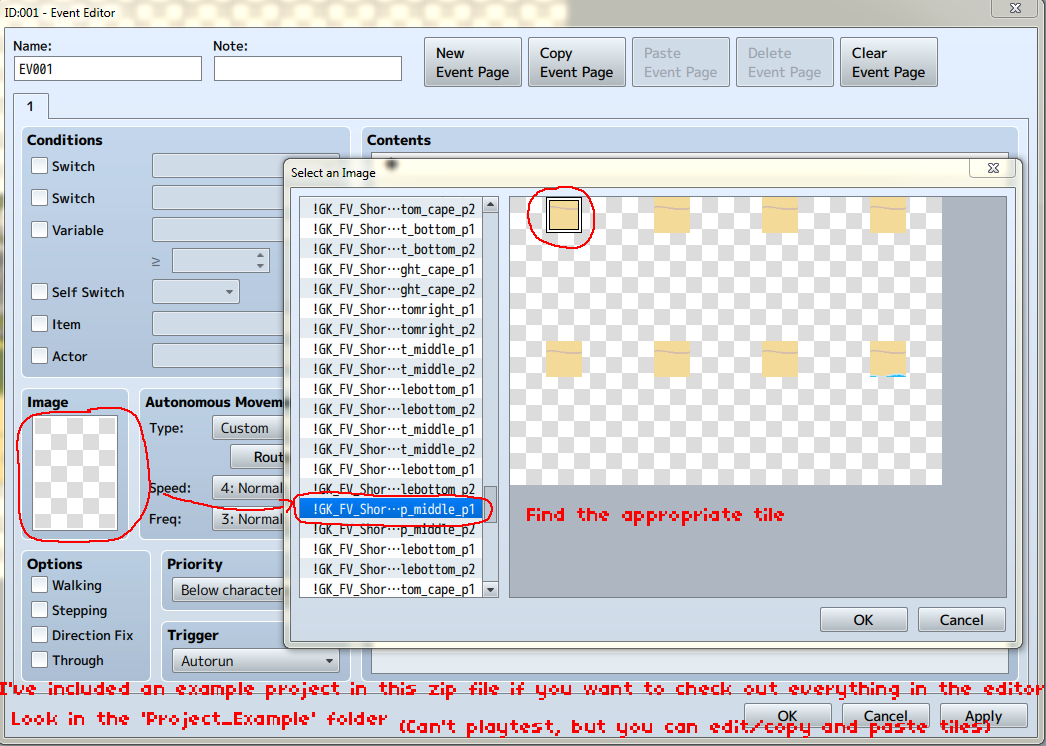 ID:001 - Event Editor
Name:
Note:
EV001
New
Event Page
Copy
Event Page
Paste
Event Page
Delete
Event Page
Clear
Event Page
1
Conditions
Contents
Switch
Switch
Variable
≥
Self Switch
Item
Actor
Select an Image
!GK_FV_Shor…tom_cape_p2
!GK_FV_Shor…t_bottom_p1
!GK_FV_Shor…t_bottom_p2
!GK_FV_Shor…ght_cape_p1
!GK_FV_Shor…ght_cape_p2
!GK_FV_Shor…tomright_p1
!GK_FV_Shor…tomright_p2
!GK_FV_Shor…t_middle_p1
!GK_FV_Shor…t_middle_p2
!GK_FV_Shor…lebottom_p1
!GK_FV_Shor…lebottom_p2
!GK_FV_Shor…t_middle_p1
!GK_FV_Shor…t_middle_p2
!GK_FV_Shor…lebottom_p1
!GK_FV_Shor…lebottom_p2
!GK_FV_Shor…p_middle_p1
!GK_FV_Shor…p_middle_p2
!GK_FV_Shor…lebottom_p1
!GK_FV_Shor…lebottom_p2
!GK_FV_Shor…tom_cape_p1
Find the appropriate tile
OK
Cancel
Image
Autonomous Movem
Type:
Custom
Rout
Speed:
4: Normal
Freq:
3: Normal
Options
Walking
Stepping
Direction Fix
Through
Priority
Below character
Trigger
Autorun
I've included an example project in this zip file if you want to check out everything in the editor
Look in the 'Project_Example' folder
(Can't playtest, but you can edit/copy and paste tiles)
OK
Cancel
Apply